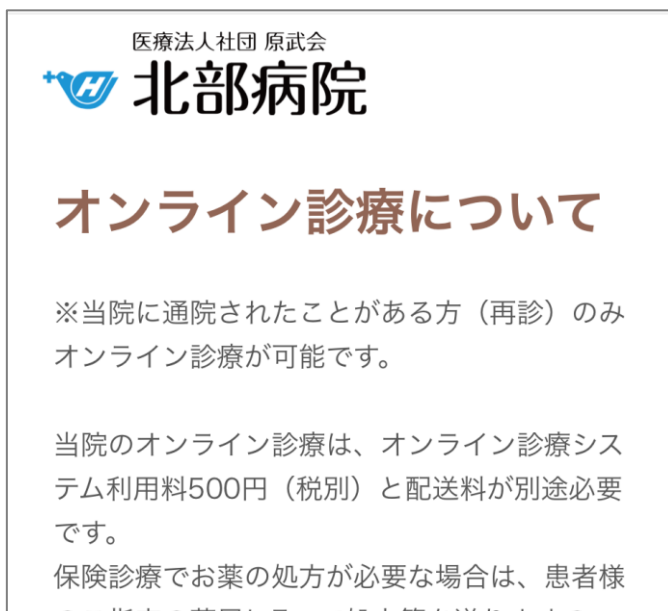 医療法人社団 原武会
北部病院
オンライン診療について
※当院に通院されたことがある方（再診）のみ
オンライン診療が可能です。
当院のオンライン診療は、オンライン診療シス
テム利用料500円（税別）と配送料が別途必要
です。
保険診療でお薬の処方が必要な場合は、患者様